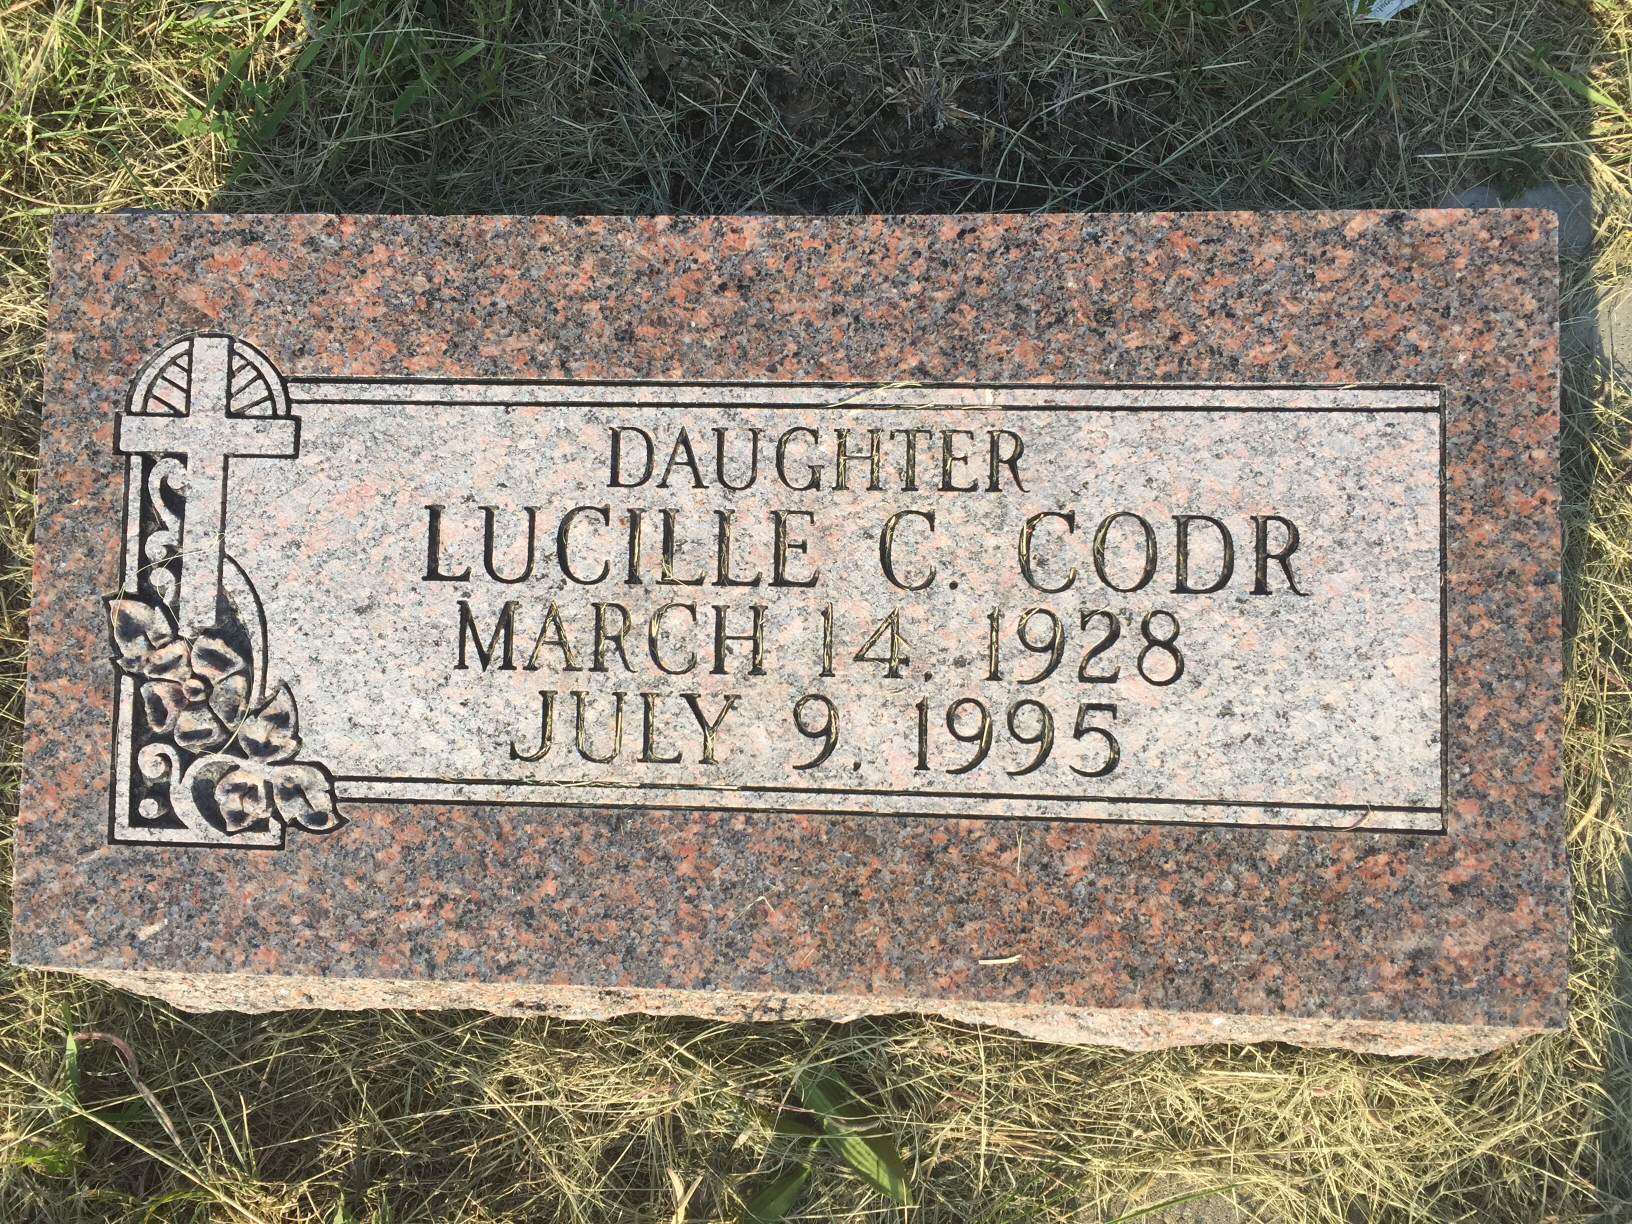 DAUGHTER
LUCILLE C. CODR
MARCH 14, 1928
JULY 9, 1995